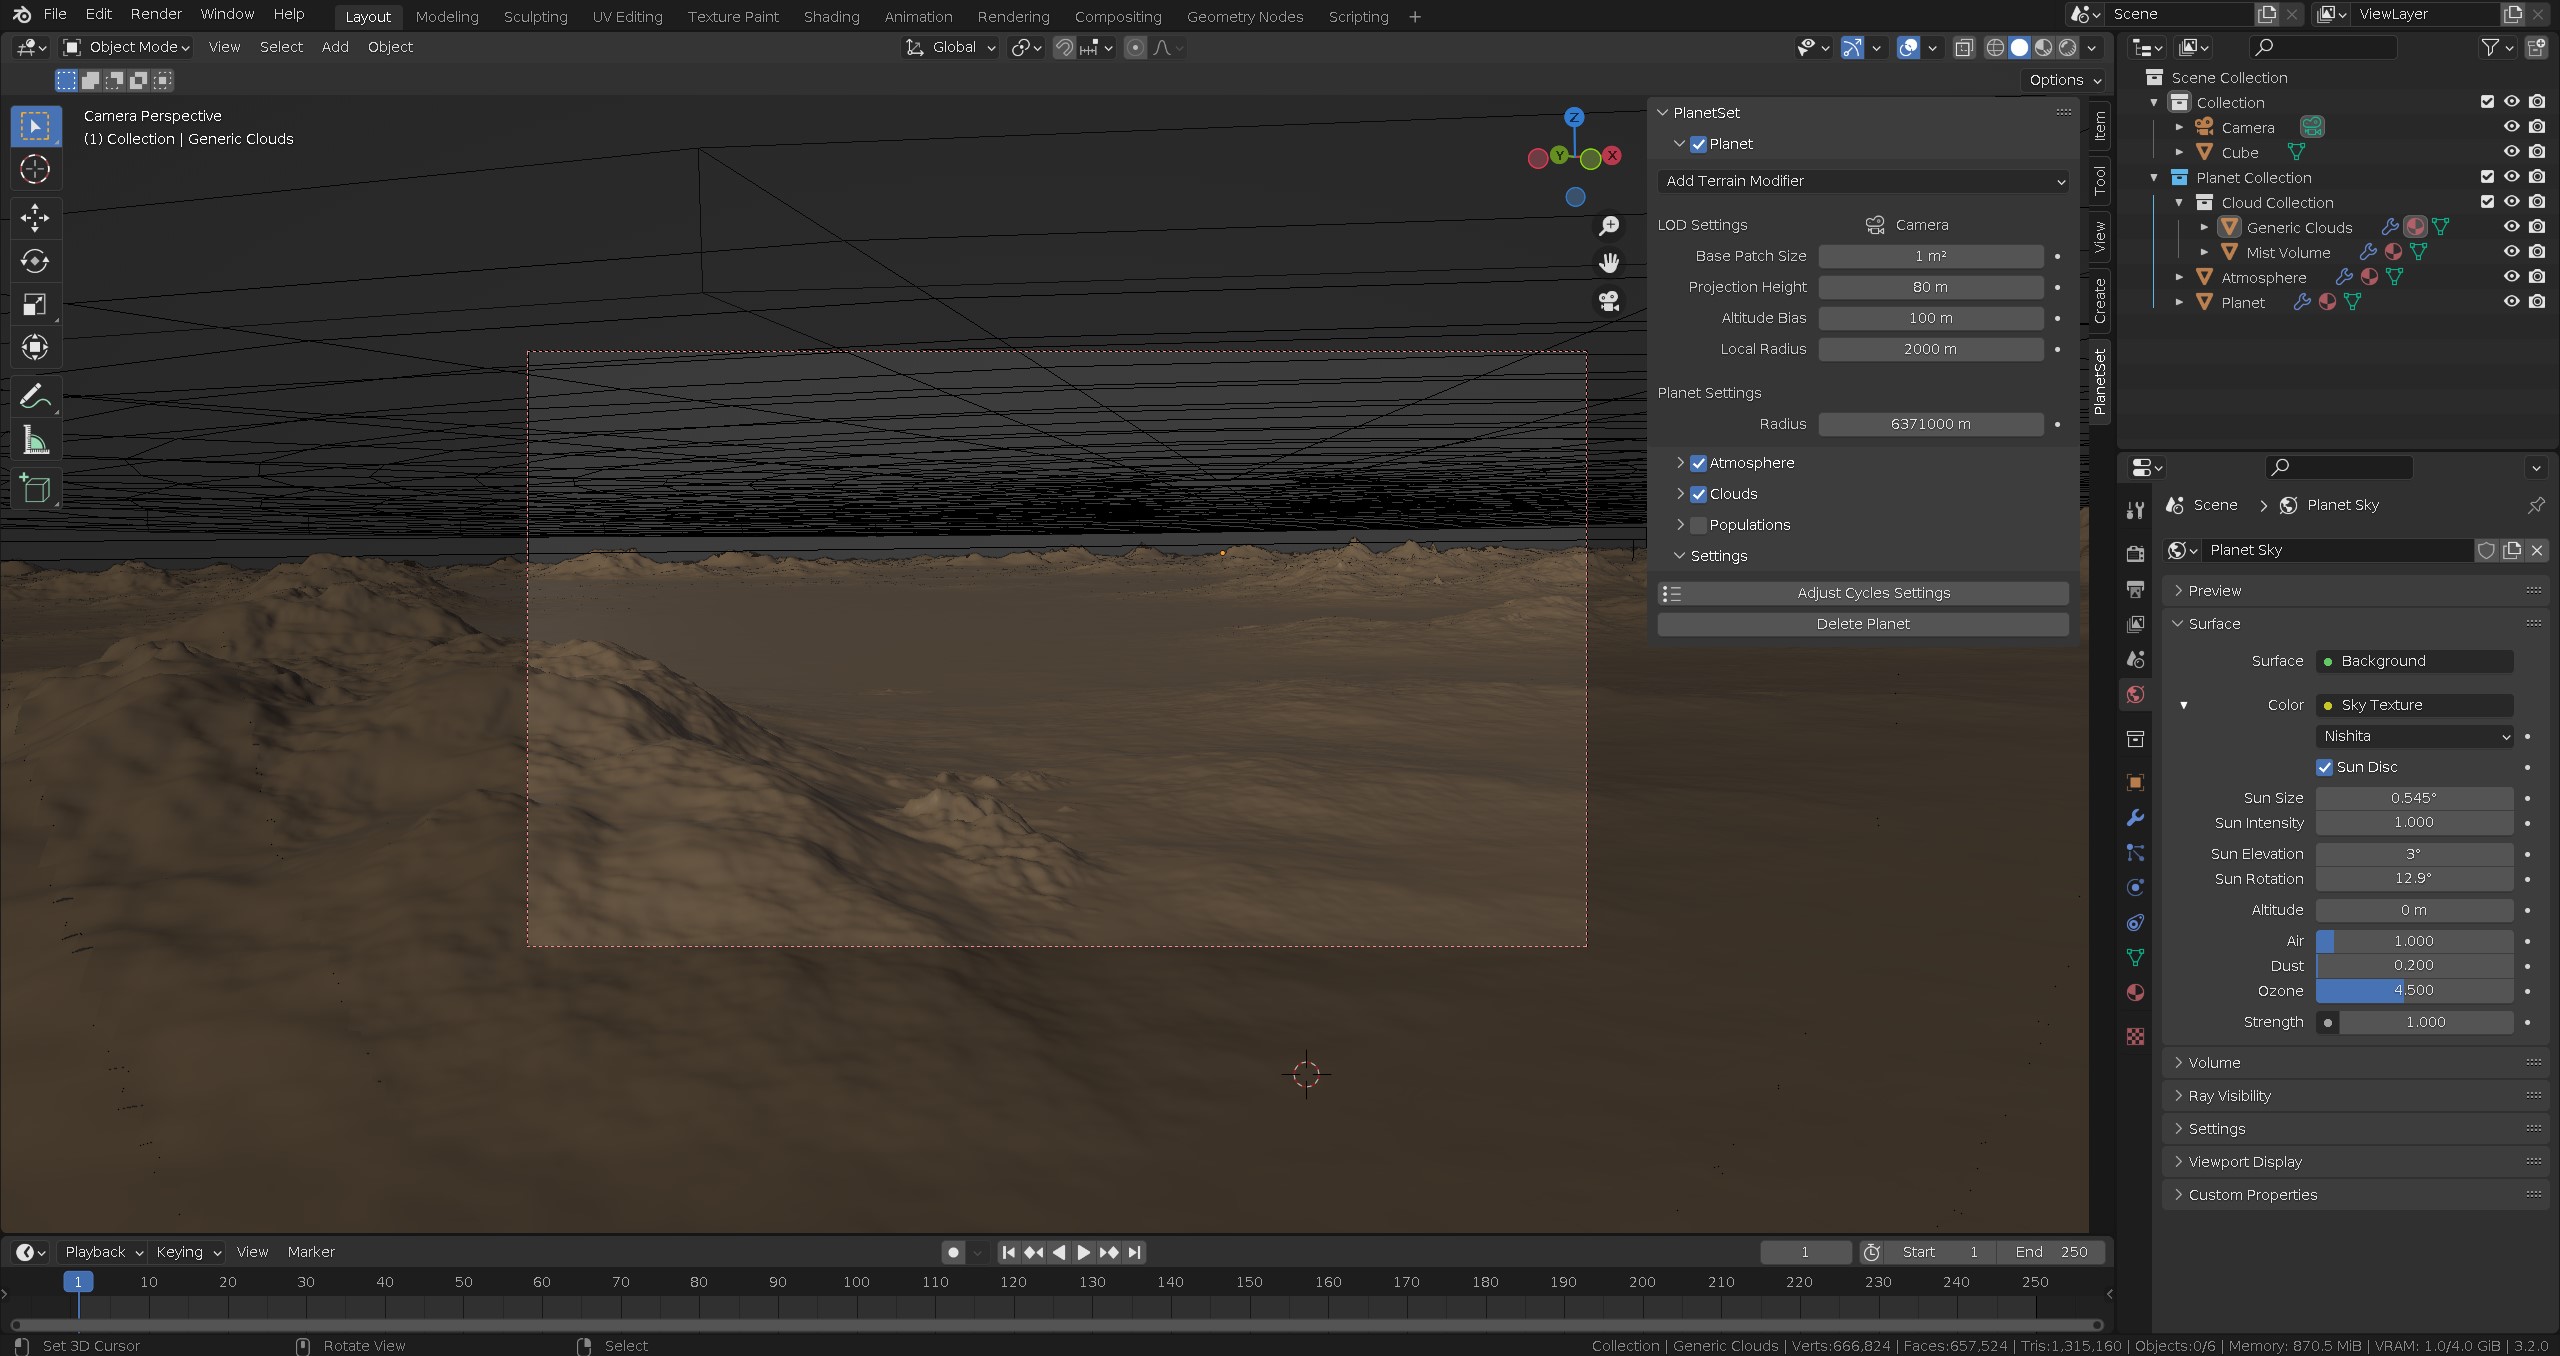 File Edit Render Window Help Layout Modeling Sculpting UV Editing Texture Paint Shading Animation Rendering Compositing Geometry Nodes Scripting + Scene ViewLayer
Object Mode View Select Add Object Global
Options
Camera Perspective
(1) Collection | Generic Clouds
Z
Y
X
PlanetSet
Planet
Add Terrain Modifier
LOD Settings Camera
Base Patch Size 1 m²
Projection Height 80 m
Altitude Bias 100 m
Local Radius 2000 m
Planet Settings
Radius 6371000 m
Atmosphere
Clouds
Populations
Settings
Adjust Cycles Settings
Delete Planet
Item
Tool
View
Create
PlanetSet
Scene Collection
Collection
Camera
Cube
Planet Collection
Cloud Collection
Generic Clouds
Mist Volume
Atmosphere
Planet
Scene > Planet Sky
Planet Sky
Preview
Surface
Surface Background
Color Sky Texture
Nishita
Sun Disc
Sun Size 0.545°
Sun Intensity 1.000
Sun Elevation 3°
Sun Rotation 12.9°
Altitude 0 m
Air 1.000
Dust 0.200
Ozone 4.500
Strength 1.000
Volume
Ray Visibility
Settings
Viewport Display
Custom Properties
Playback Keying View Marker 1 Start 1 End 250
1 10 20 30 40 50 60 70 80 90 100 110 120 130 140 150 160 170 180 190 200 210 220 230 240 250
Set 3D Cursor Rotate View Select Collection | Generic Clouds | Verts:666,824 | Faces:657,524 | Tris:1,315,160 | Objects:0/6 | Memory: 870.5 MiB | VRAM: 1.0/4.0 GiB | 3.2.0